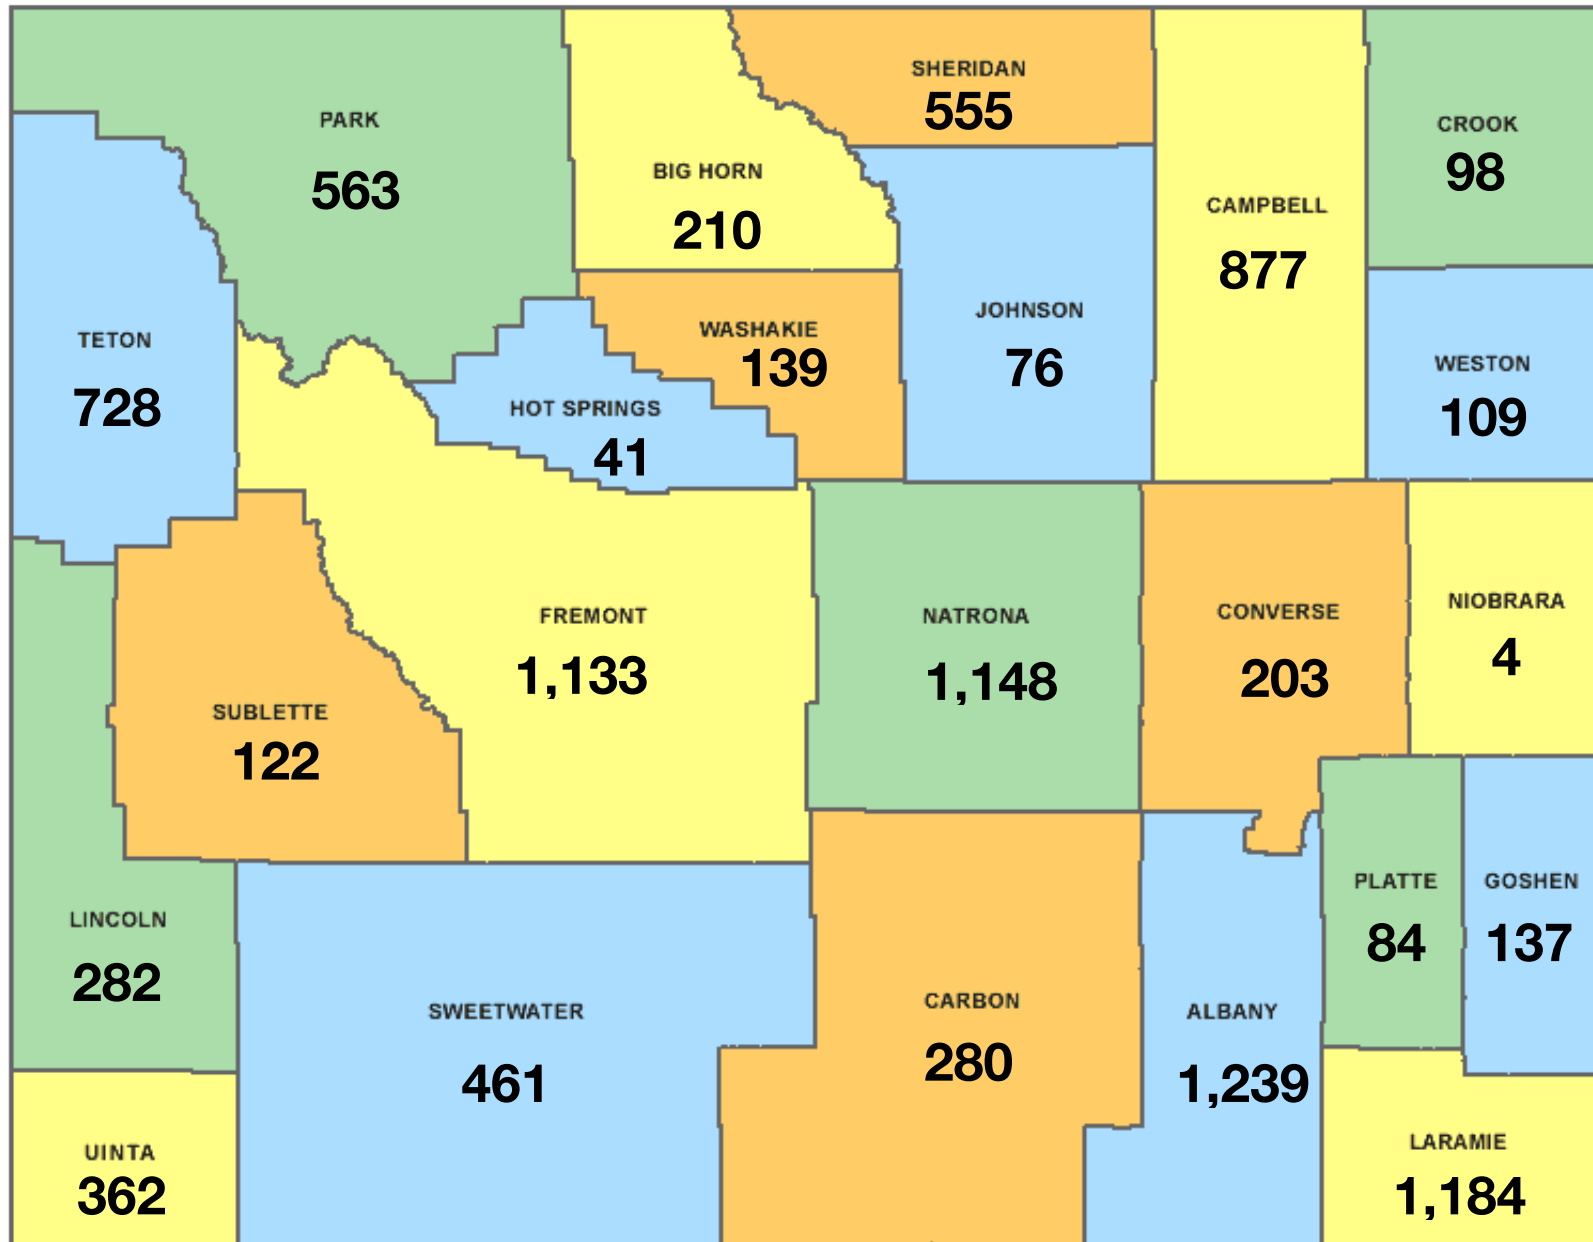 SHERIDAN
555
PARK
563
CROOK
98
BIG HORN
210
CAMPBELL
877
JOHNSON
76
WASHAKIE
139
TETON
728
WESTON
109
HOT SPRINGS
41
FREMONT
1,133
NATRONA
1,148
CONVERSE
203
NIOBRARA
4
SUBLETTE
122
PLATTE
84
GOSHEN
137
LINCOLN
282
SWEETWATER
461
CARBON
280
ALBANY
1,239
UINTA
362
LARAMIE
1,184